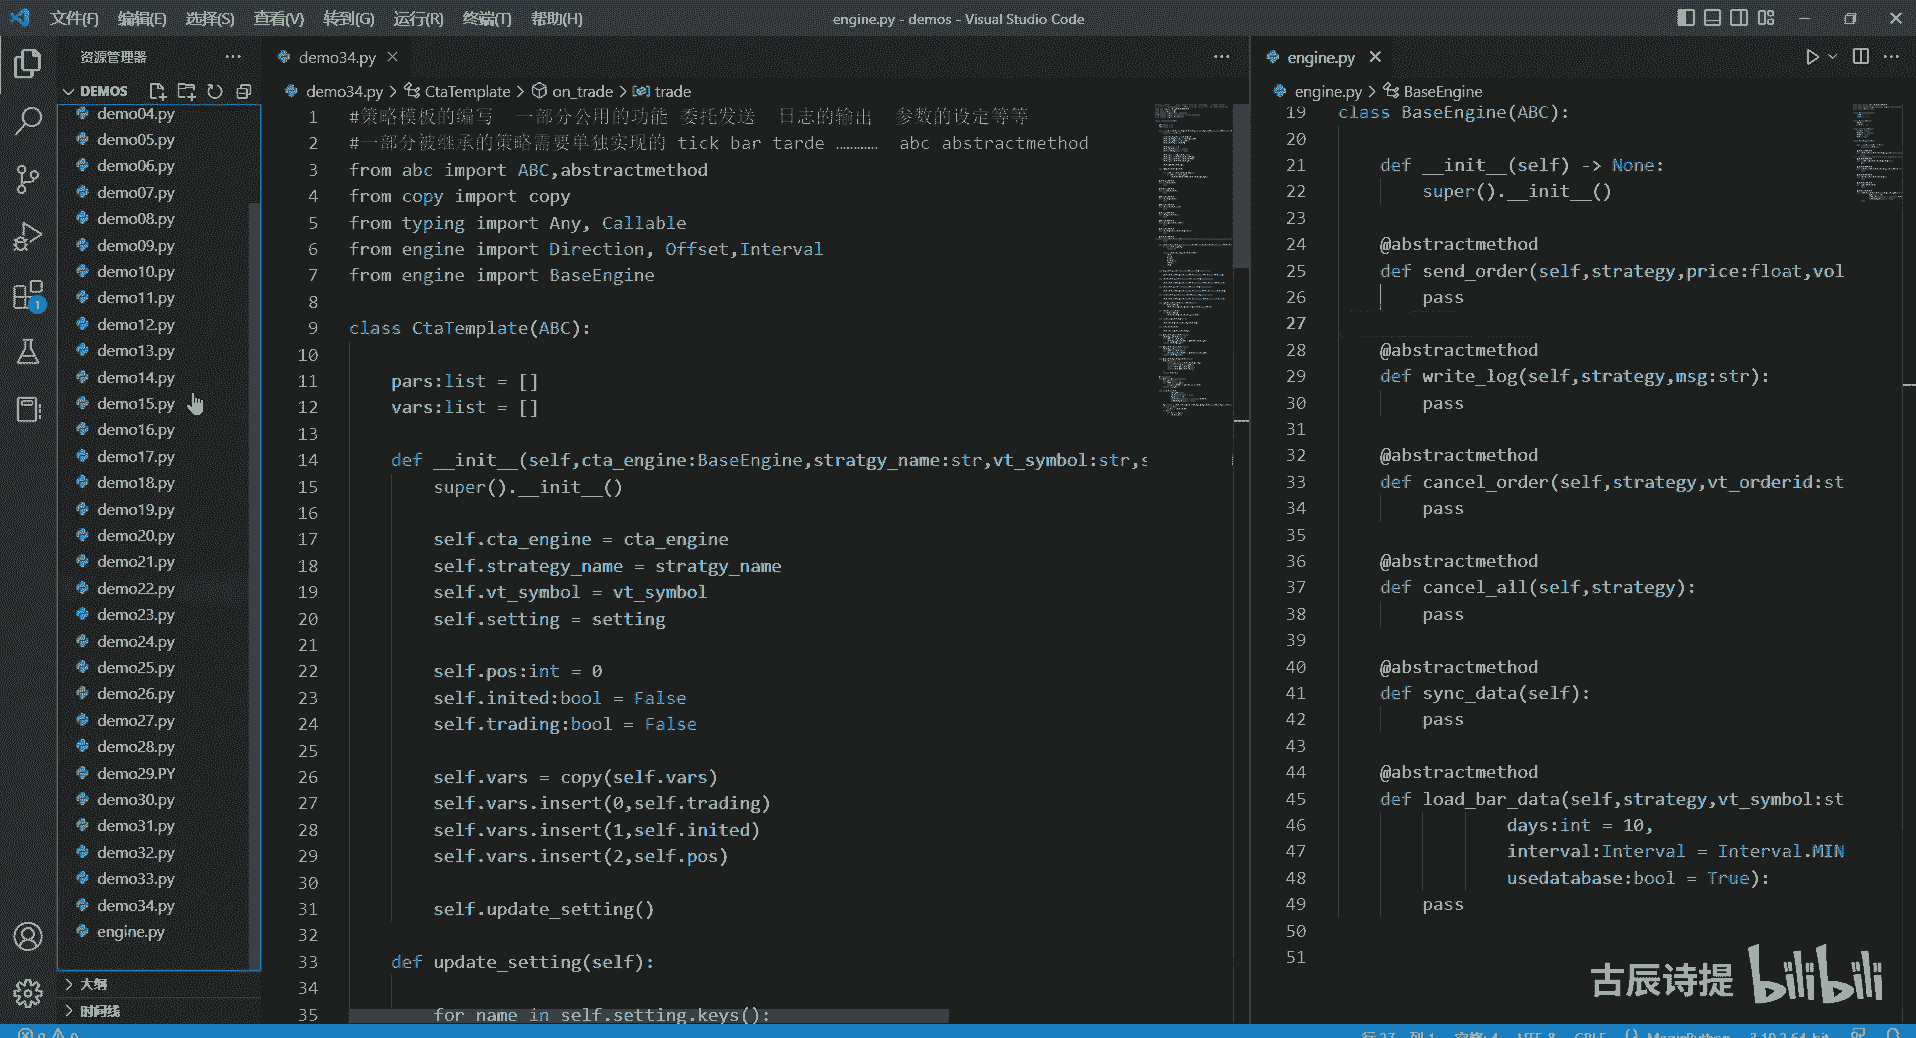 文件(F) 编辑(E) 选择(S) 查看(V) 转到(G) 运行(R) 终端(T) 帮助(H)
engine.py - demos - Visual Studio Code
资源管理器
DEMOS
demo04.py
demo05.py
demo06.py
demo07.py
demo08.py
demo09.py
demo10.py
demo11.py
demo12.py
demo13.py
demo14.py
demo15.py
demo16.py
demo17.py
demo18.py
demo19.py
demo20.py
demo21.py
demo22.py
demo23.py
demo24.py
demo25.py
demo26.py
demo27.py
demo28.py
demo29.PY
demo30.py
demo31.py
demo32.py
demo33.py
demo34.py
engine.py
大纲
时间线
1
demo34.py
demo34.py > CtaTemplate > on_trade > trade
1 #策略模板的编写 一部分公用的功能 委托发送 日志的输出 参数的设定等等
2 #一部分被继承的策略需要单独实现的 tick bar tarde ………… abc abstractmethod
3 from abc import ABC,abstractmethod
4 from copy import copy
5 from typing import Any, Callable
6 from engine import Direction, Offset,Interval
7 from engine import BaseEngine
8
9 class CtaTemplate(ABC):
10
11 pars:list = []
12 vars:list = []
13
14 def __init__(self,cta_engine:BaseEngine,stratgy_name:str,vt_symbol:str,s
15 super().__init__()
16
17 self.cta_engine = cta_engine
18 self.strategy_name = stratgy_name
19 self.vt_symbol = vt_symbol
20 self.setting = setting
21
22 self.pos:int = 0
23 self.inited:bool = False
24 self.trading:bool = False
25
26 self.vars = copy(self.vars)
27 self.vars.insert(0,self.trading)
28 self.vars.insert(1,self.inited)
29 self.vars.insert(2,self.pos)
30
31 self.update_setting()
32
33 def update_setting(self):
34
35 for name in self.setting.keys():
engine.py
engine.py > BaseEngine
19 class BaseEngine(ABC):
20
21 def __init__(self) -> None:
22 super().__init__()
23
24 @abstractmethod
25 def send_order(self,strategy,price:float,vol
26 pass
27
28 @abstractmethod
29 def write_log(self,strategy,msg:str):
30 pass
31
32 @abstractmethod
33 def cancel_order(self,strategy,vt_orderid:st
34 pass
35
36 @abstractmethod
37 def cancel_all(self,strategy):
38 pass
39
40 @abstractmethod
41 def sync_data(self):
42 pass
43
44 @abstractmethod
45 def load_bar_data(self,strategy,vt_symbol:st
46 days:int = 10,
47 interval:Interval = Interval.MIN
48 usedatabase:bool = True):
49 pass
50
51
古辰诗提 bilibili
行 27, 列 1 空格: 4 UTF-8 CRLF MagicPython 3.10.2 64-bit